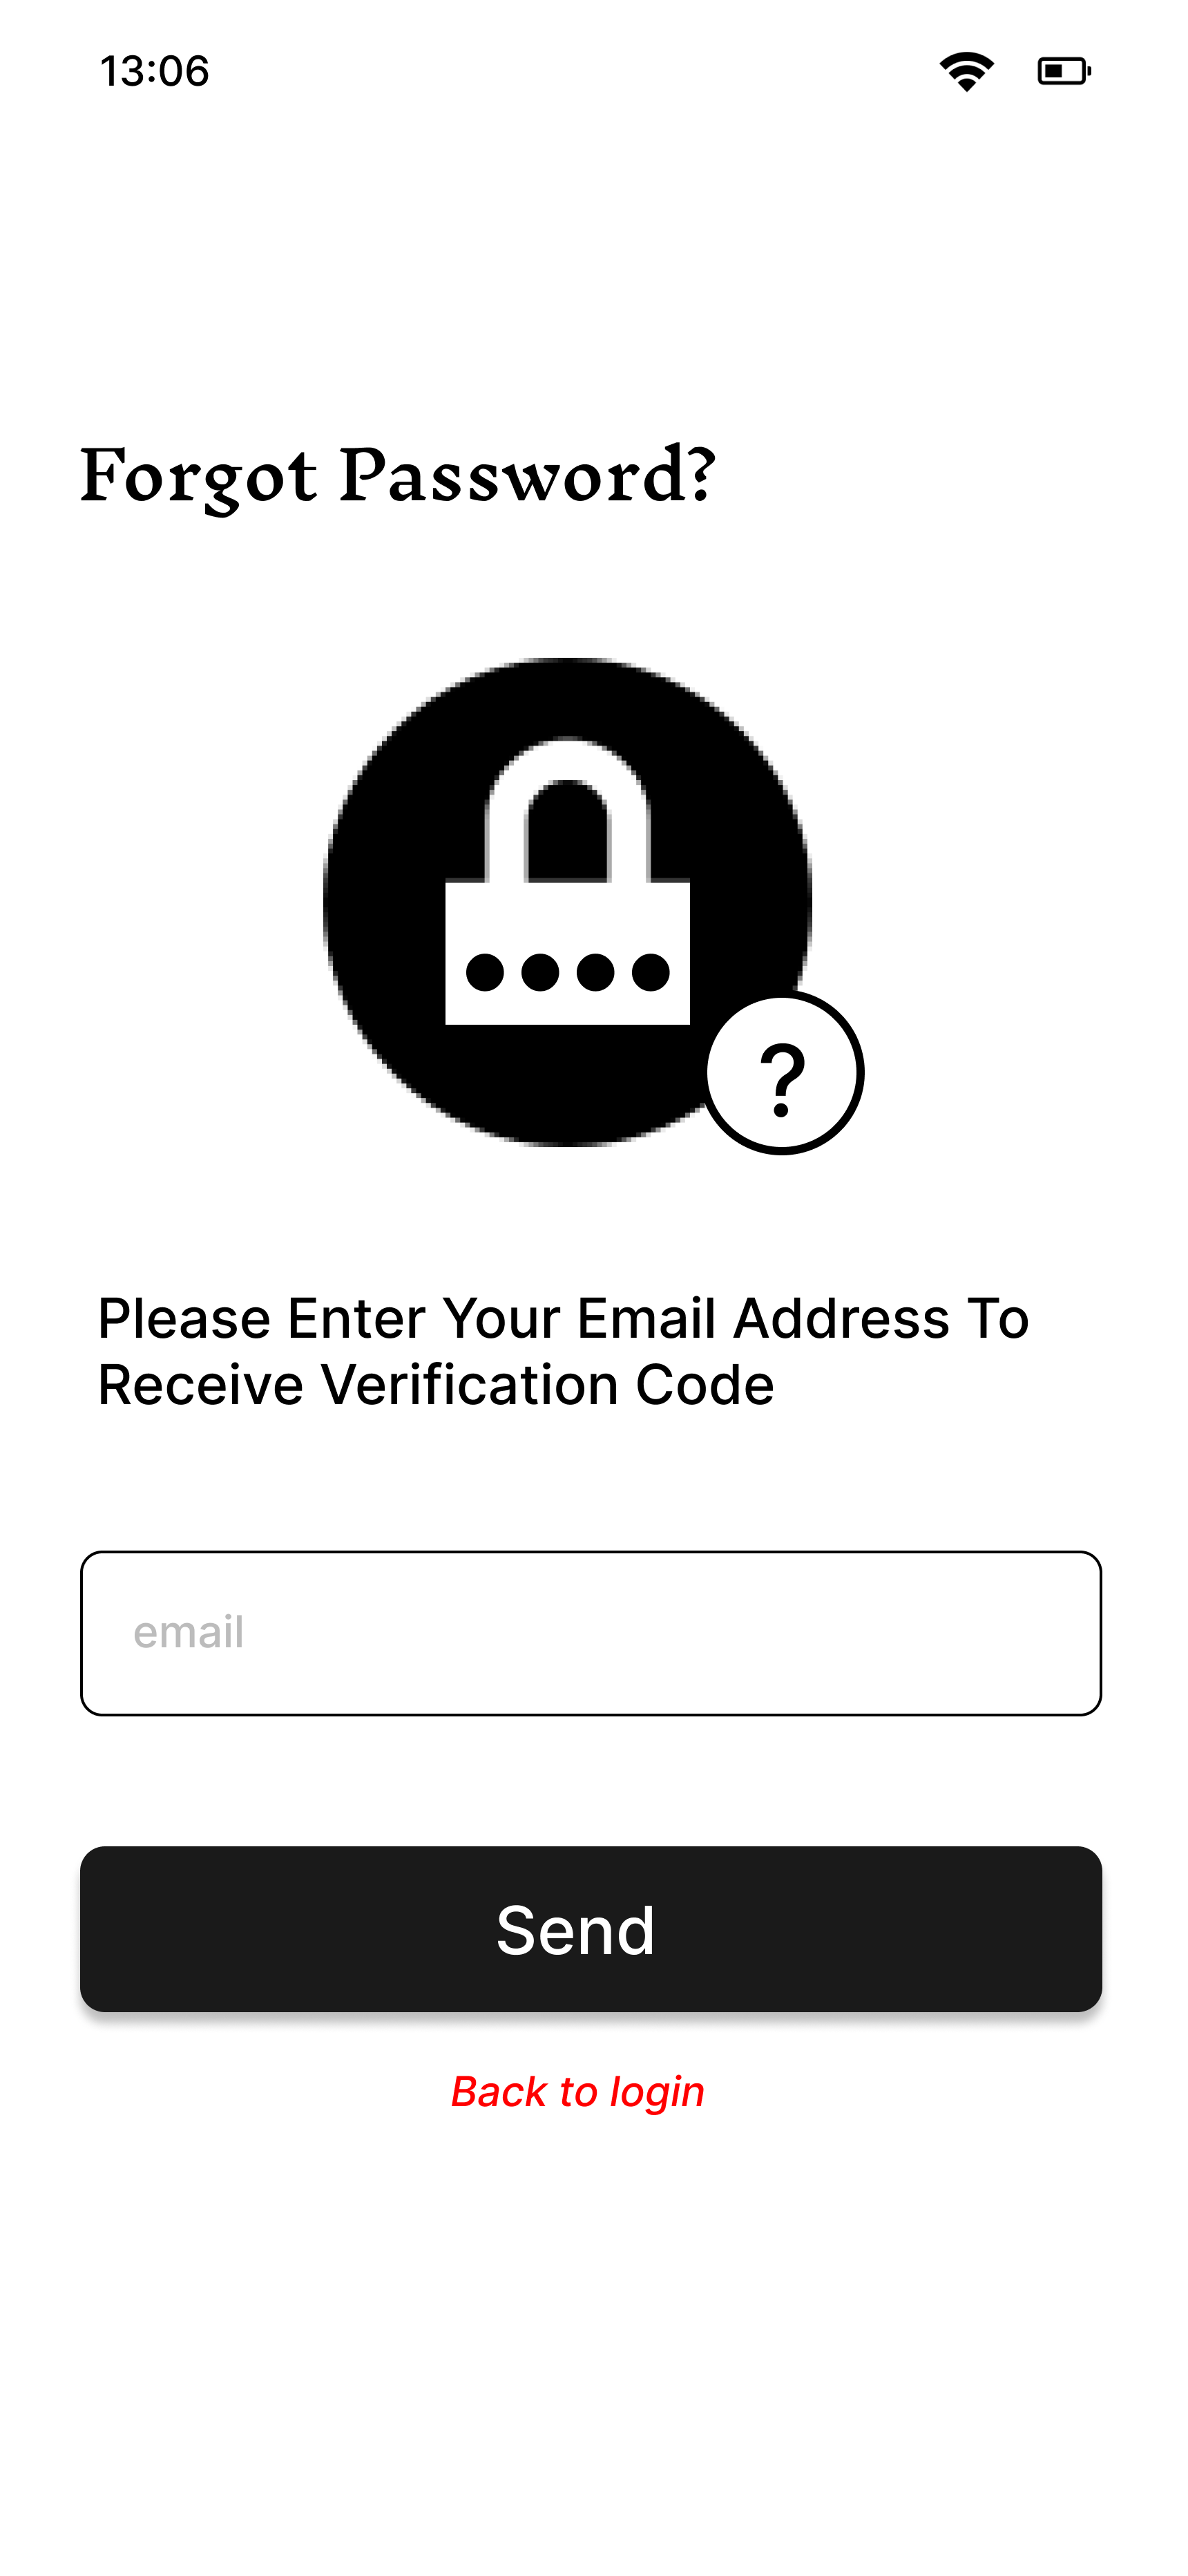 13:06
Forgot Password?
?
Please Enter Your Email Address To
Receive Verification Code
email
Send
Back to login